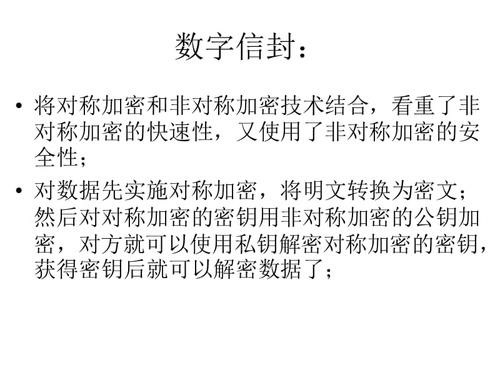 数字信封：
• 将对称加密和非对称加密技术结合，看重了非
对称加密的快速性，又使用了非对称加密的安
全性；
• 对数据先实施对称加密，将明文转换为密文；
然后对对称加密的密钥用非对称加密的公钥加
密，对方就可以使用私钥解密对称加密的密钥，
获得密钥后就可以解密数据了；